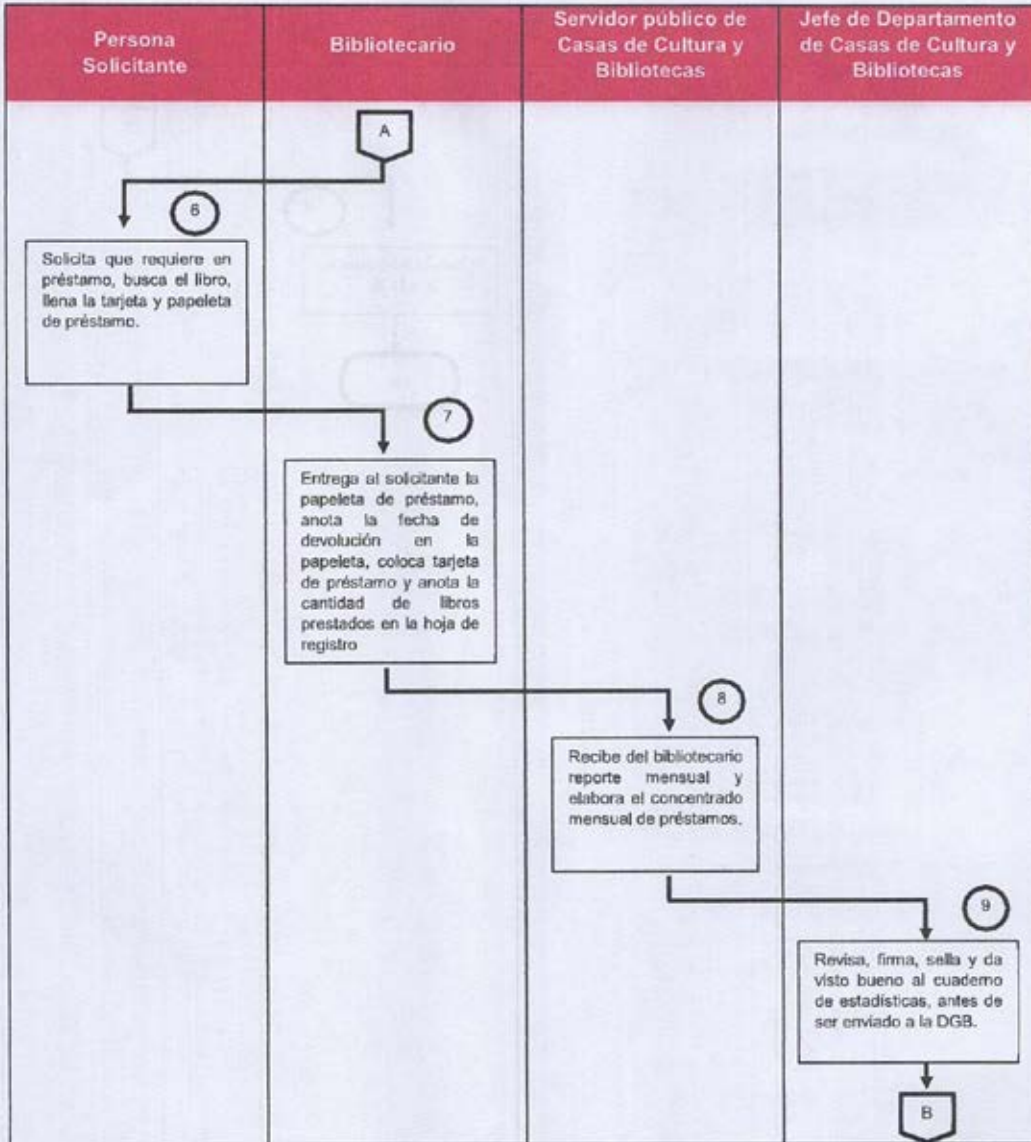 Persona
Solicitante
Bibliotecario
Servidor público de
Casas de Cultura y
Bibliotecas
Jefe de Departamento
de Casas de Cultura y
Bibliotecas
A
6
Solicita que requiere en
préstamo, busca el libro,
llena la tarjeta y papeleta
de préstamo.
7
Entrega al solicitante la
papeleta de préstamo,
anota la fecha de
devolución en la
papeleta, coloca tarjeta
de préstamo y anota la
cantidad de libros
prestados en la hoja de
registro
8
Recibe del bibliotecario
reporte mensual y
elabora el concentrado
mensual de préstamos.
9
Revisa, firma, sella y da
visto bueno al cuaderno
de estadísticas, antes de
ser enviado a la DGB.
B